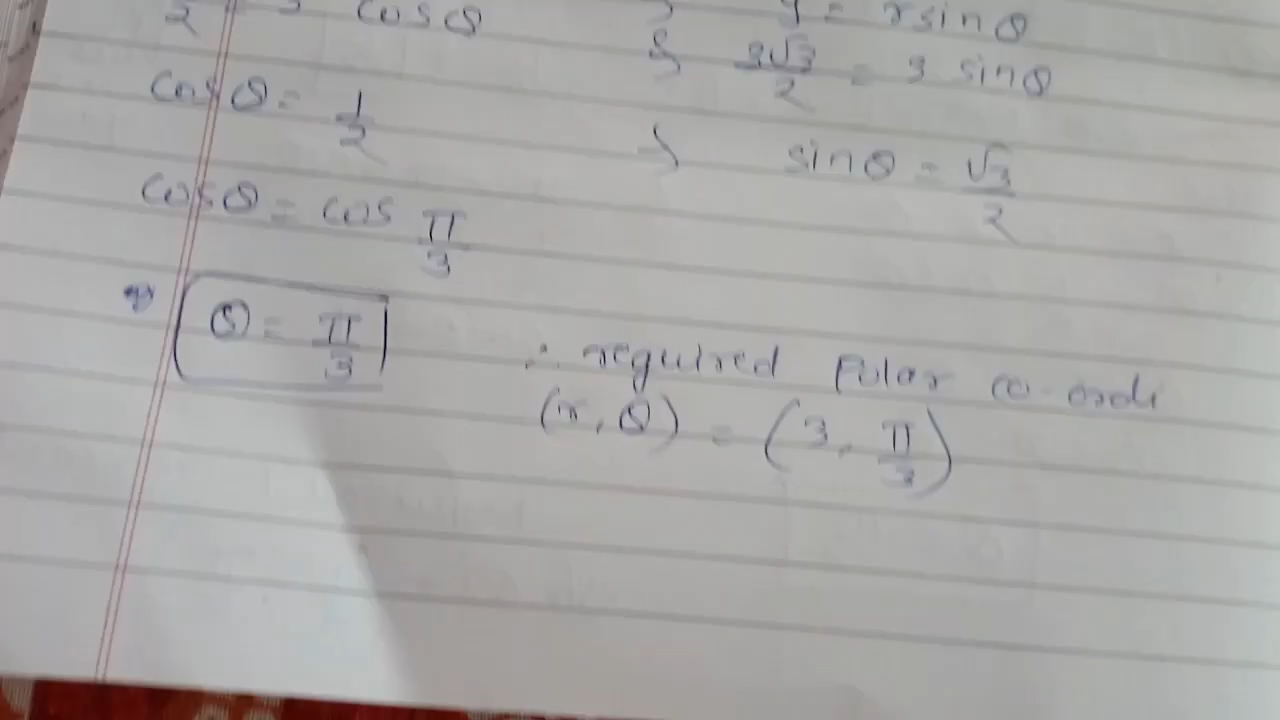 cos θ ; y = r sin θ
& 3√3/2 = 3 sin θ
cos θ = 1/2
sin θ = √3/2
cos θ = cos π/3
θ = π/3
∴ required Polar co-ordi
(r, θ) = (3, π/3)